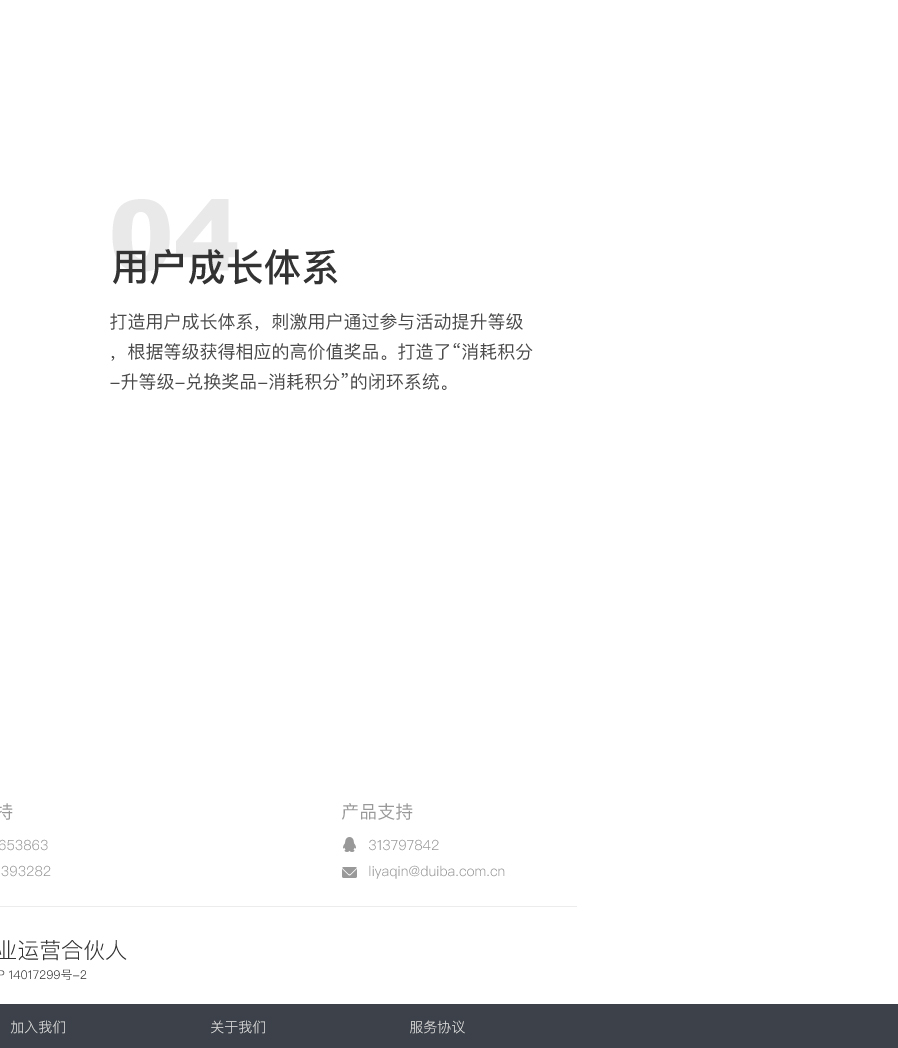 04
用户成长体系
打造用户成长体系，刺激用户通过参与活动提升等级
，根据等级获得相应的高价值奖品。打造了“消耗积分
-升等级-兑换奖品-消耗积分”的闭环系统。
持
653863
393282
产品支持
313797842
liyaqin@duiba.com.cn
业运营合伙人
P 14017299号-2
加入我们
关于我们
服务协议